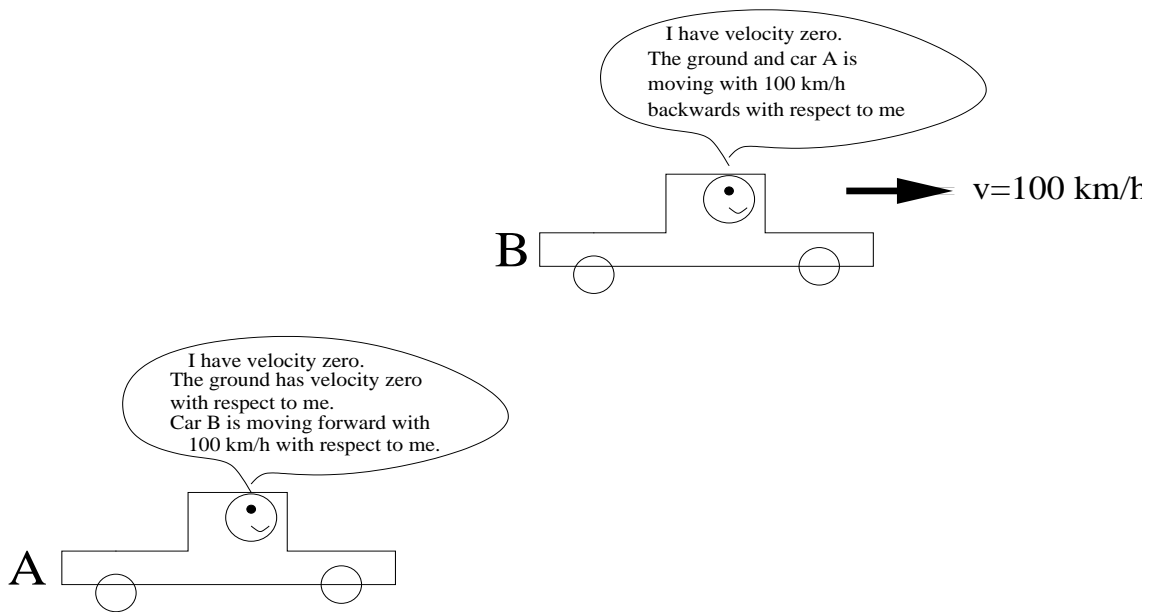 I have velocity zero.
The ground and car A is
moving with 100 km/h
backwards with respect to me
v=100 km/h
B
I have velocity zero.
The ground has velocity zero
with respect to me.
Car B is moving forward with
100 km/h with respect to me.
A